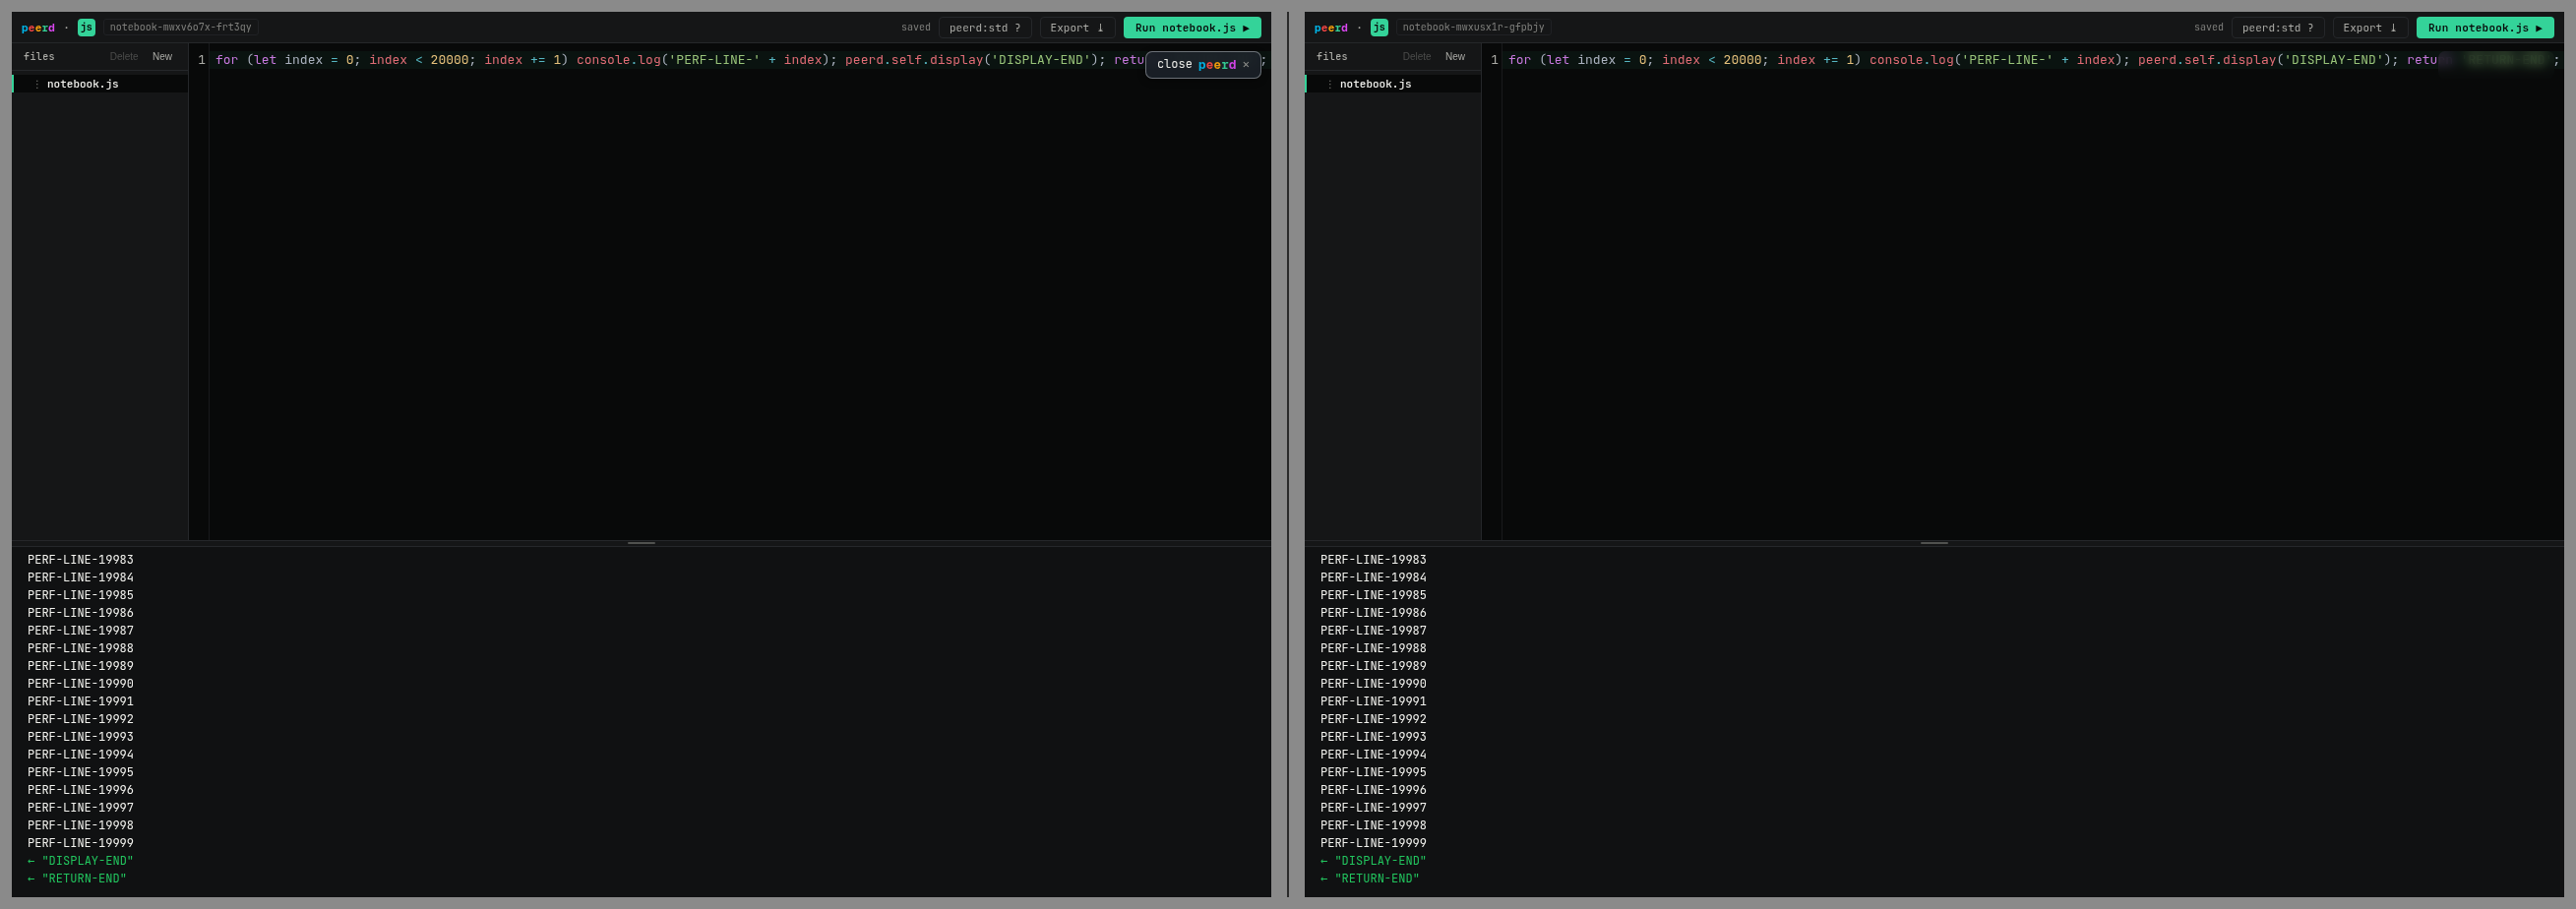 peerd · js notebook-mwxv6o7x-frt3qy saved peerd:std ? Export ↓ Run notebook.js ▶
files Delete New
⋮ notebook.js
1 for (let index = 0; index < 20000; index += 1) console.log('PERF-LINE-' + index); peerd.self.display('DISPLAY-END'); retu ;
close peerd ×
PERF-LINE-19983
PERF-LINE-19984
PERF-LINE-19985
PERF-LINE-19986
PERF-LINE-19987
PERF-LINE-19988
PERF-LINE-19989
PERF-LINE-19990
PERF-LINE-19991
PERF-LINE-19992
PERF-LINE-19993
PERF-LINE-19994
PERF-LINE-19995
PERF-LINE-19996
PERF-LINE-19997
PERF-LINE-19998
PERF-LINE-19999
← "DISPLAY-END"
← "RETURN-END"
peerd · js notebook-mwxusx1r-gfpbjy saved peerd:std ? Export ↓ Run notebook.js ▶
files Delete New
⋮ notebook.js
1 for (let index = 0; index < 20000; index += 1) console.log('PERF-LINE-' + index); peerd.self.display('DISPLAY-END'); retu ;
PERF-LINE-19983
PERF-LINE-19984
PERF-LINE-19985
PERF-LINE-19986
PERF-LINE-19987
PERF-LINE-19988
PERF-LINE-19989
PERF-LINE-19990
PERF-LINE-19991
PERF-LINE-19992
PERF-LINE-19993
PERF-LINE-19994
PERF-LINE-19995
PERF-LINE-19996
PERF-LINE-19997
PERF-LINE-19998
PERF-LINE-19999
← "DISPLAY-END"
← "RETURN-END"